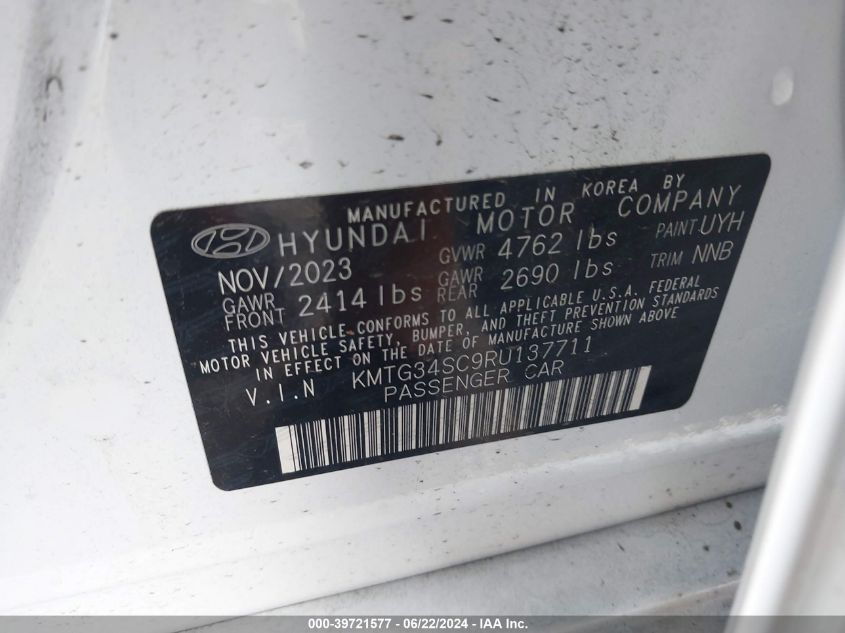 MANUFACTURED IN KOREA BY
HYUNDAI MOTOR COMPANY
NOV/2023 GVWR 4762 lbs PAINT UYH
GAWR FRONT 2414 lbs GAWR REAR 2690 lbs TRIM NNB
THIS VEHICLE CONFORMS TO ALL APPLICABLE U.S.A. FEDERAL
MOTOR VEHICLE SAFETY, BUMPER, AND THEFT PREVENTION STANDARDS
IN EFFECT ON THE DATE OF MANUFACTURE SHOWN ABOVE
V.I.N KMTG34SC9RU137711
PASSENGER CAR
000-39721577 - 06/22/2024 - IAA Inc.